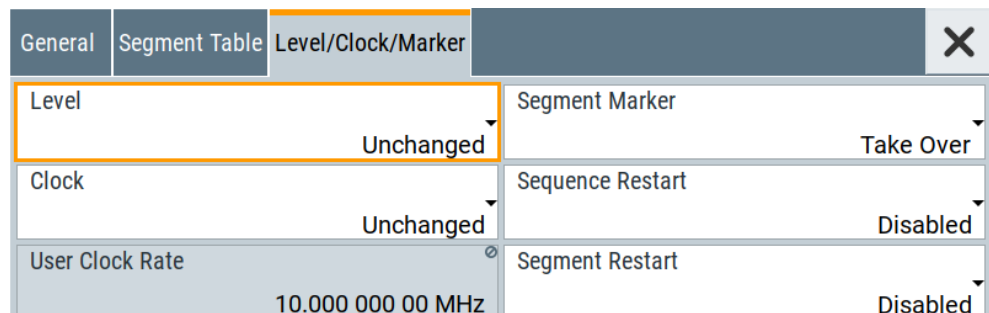 General Segment Table Level/Clock/Marker
Level Segment Marker
Unchanged Take Over
Clock Sequence Restart
Unchanged Disabled
User Clock Rate Segment Restart
10.000 000 00 MHz Disabled